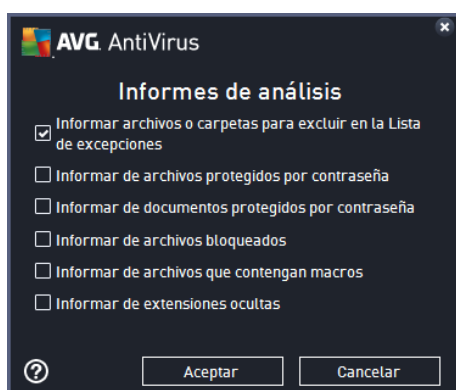 AVG. AntiVirus
Informes de análisis
Informar archivos o carpetas para excluir en la Lista
de excepciones
Informar de archivos protegidos por contraseña
Informar de documentos protegidos por contraseña
Informar de archivos bloqueados
Informar de archivos que contengan macros
Informar de extensiones ocultas
Aceptar
Cancelar